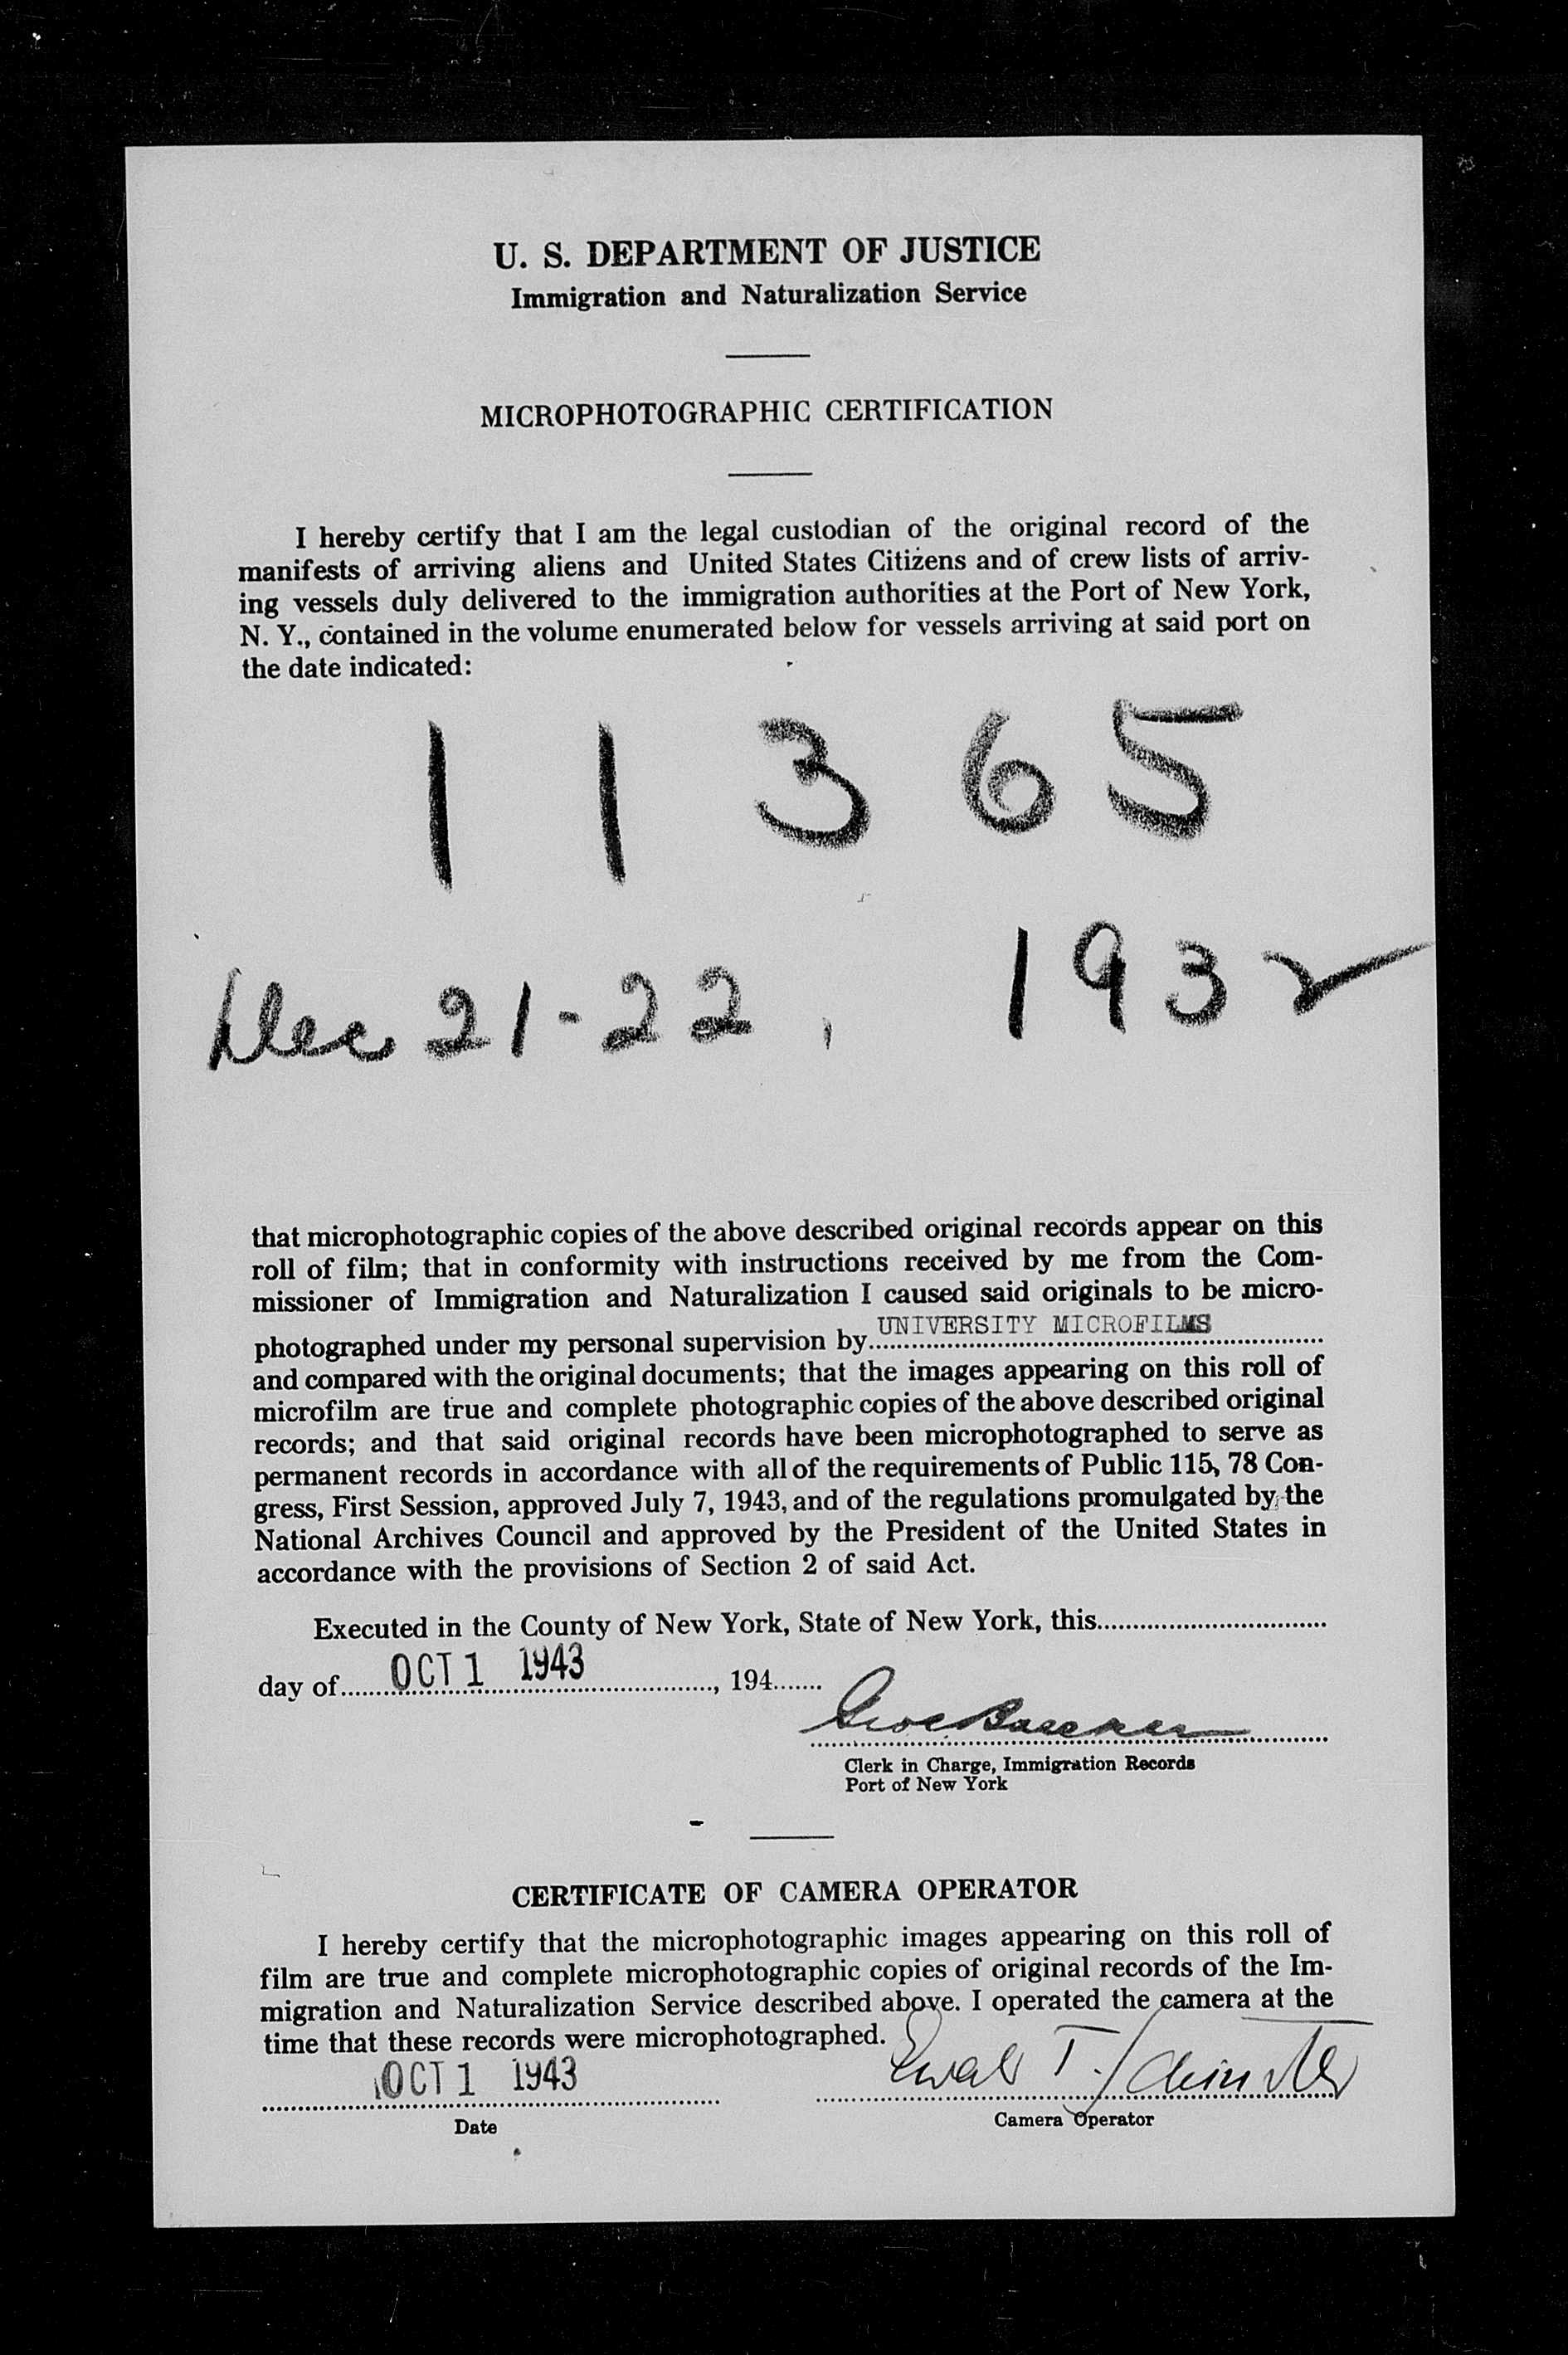 U. S. DEPARTMENT OF JUSTICE
Immigration and Naturalization Service
MICROPHOTOGRAPHIC CERTIFICATION
I hereby certify that I am the legal custodian of the original record of the
manifests of arriving aliens and United States Citizens and of crew lists of arriv-
ing vessels duly delivered to the immigration authorities at the Port of New York,
N. Y., contained in the volume enumerated below for vessels arriving at said port on
the date indicated:
11365
Dec 21-22, 1932
that microphotographic copies of the above described original records appear on this
roll of film; that in conformity with instructions received by me from the Com-
missioner of Immigration and Naturalization I caused said originals to be micro-
photographed under my personal supervision by UNIVERSITY MICROFILMS
and compared with the original documents; that the images appearing on this roll of
microfilm are true and complete photographic copies of the above described original
records; and that said original records have been microphotographed to serve as
permanent records in accordance with all of the requirements of Public 115, 78 Con-
gress, First Session, approved July 7, 1943, and of the regulations promulgated by the
National Archives Council and approved by the President of the United States in
accordance with the provisions of Section 2 of said Act.
Executed in the County of New York, State of New York, this
day of OCT 1 1943, 194
Clerk in Charge, Immigration Records
Port of New York
CERTIFICATE OF CAMERA OPERATOR
I hereby certify that the microphotographic images appearing on this roll of
film are true and complete microphotographic copies of original records of the Im-
migration and Naturalization Service described above. I operated the camera at the
time that these records were microphotographed.
OCT 1 1943
Date
Camera Operator